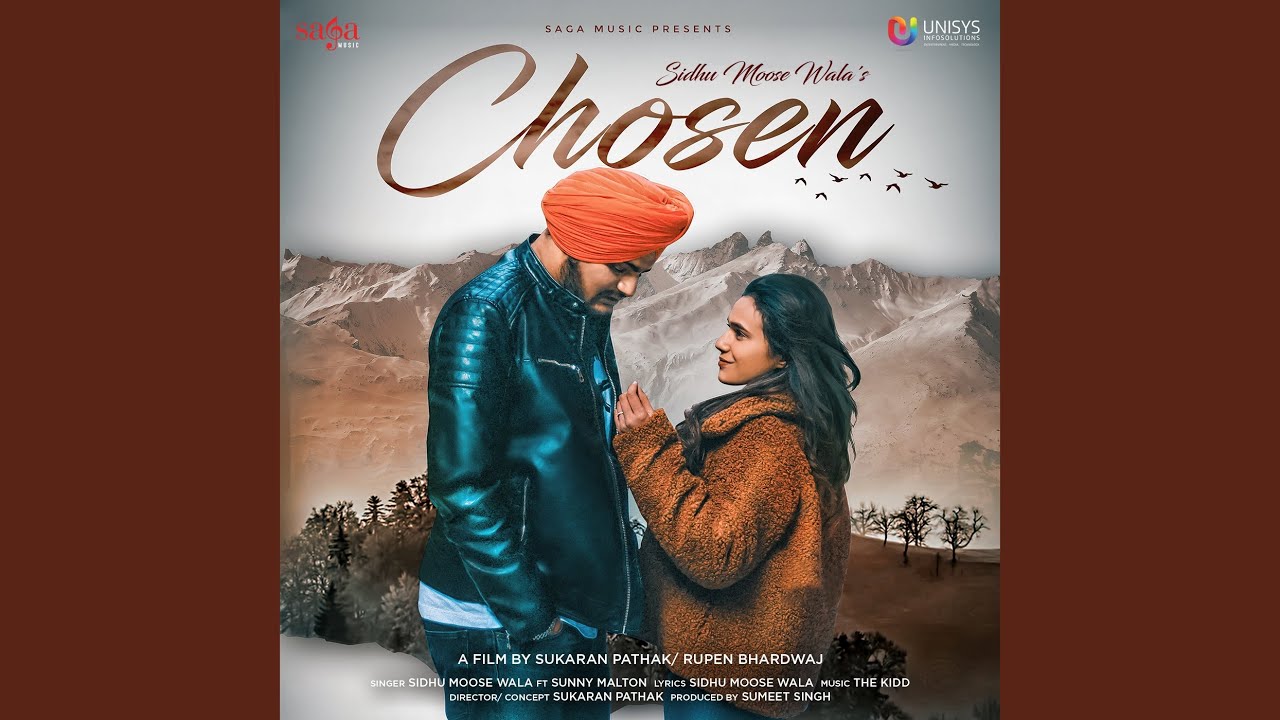 saga
MUSIC
SAGA MUSIC PRESENTS
UNISYS
INFOSOLUTIONS
Sidhu Moose Wala's
Chosen
A FILM BY SUKARAN PATHAK/ RUPEN BHARDWAJ
SINGER SIDHU MOOSE WALA FT SUNNY MALTON LYRICS SIDHU MOOSE WALA MUSIC THE KIDD
DIRECTOR/ CONCEPT SUKARAN PATHAK PRODUCED BY SUMEET SINGH